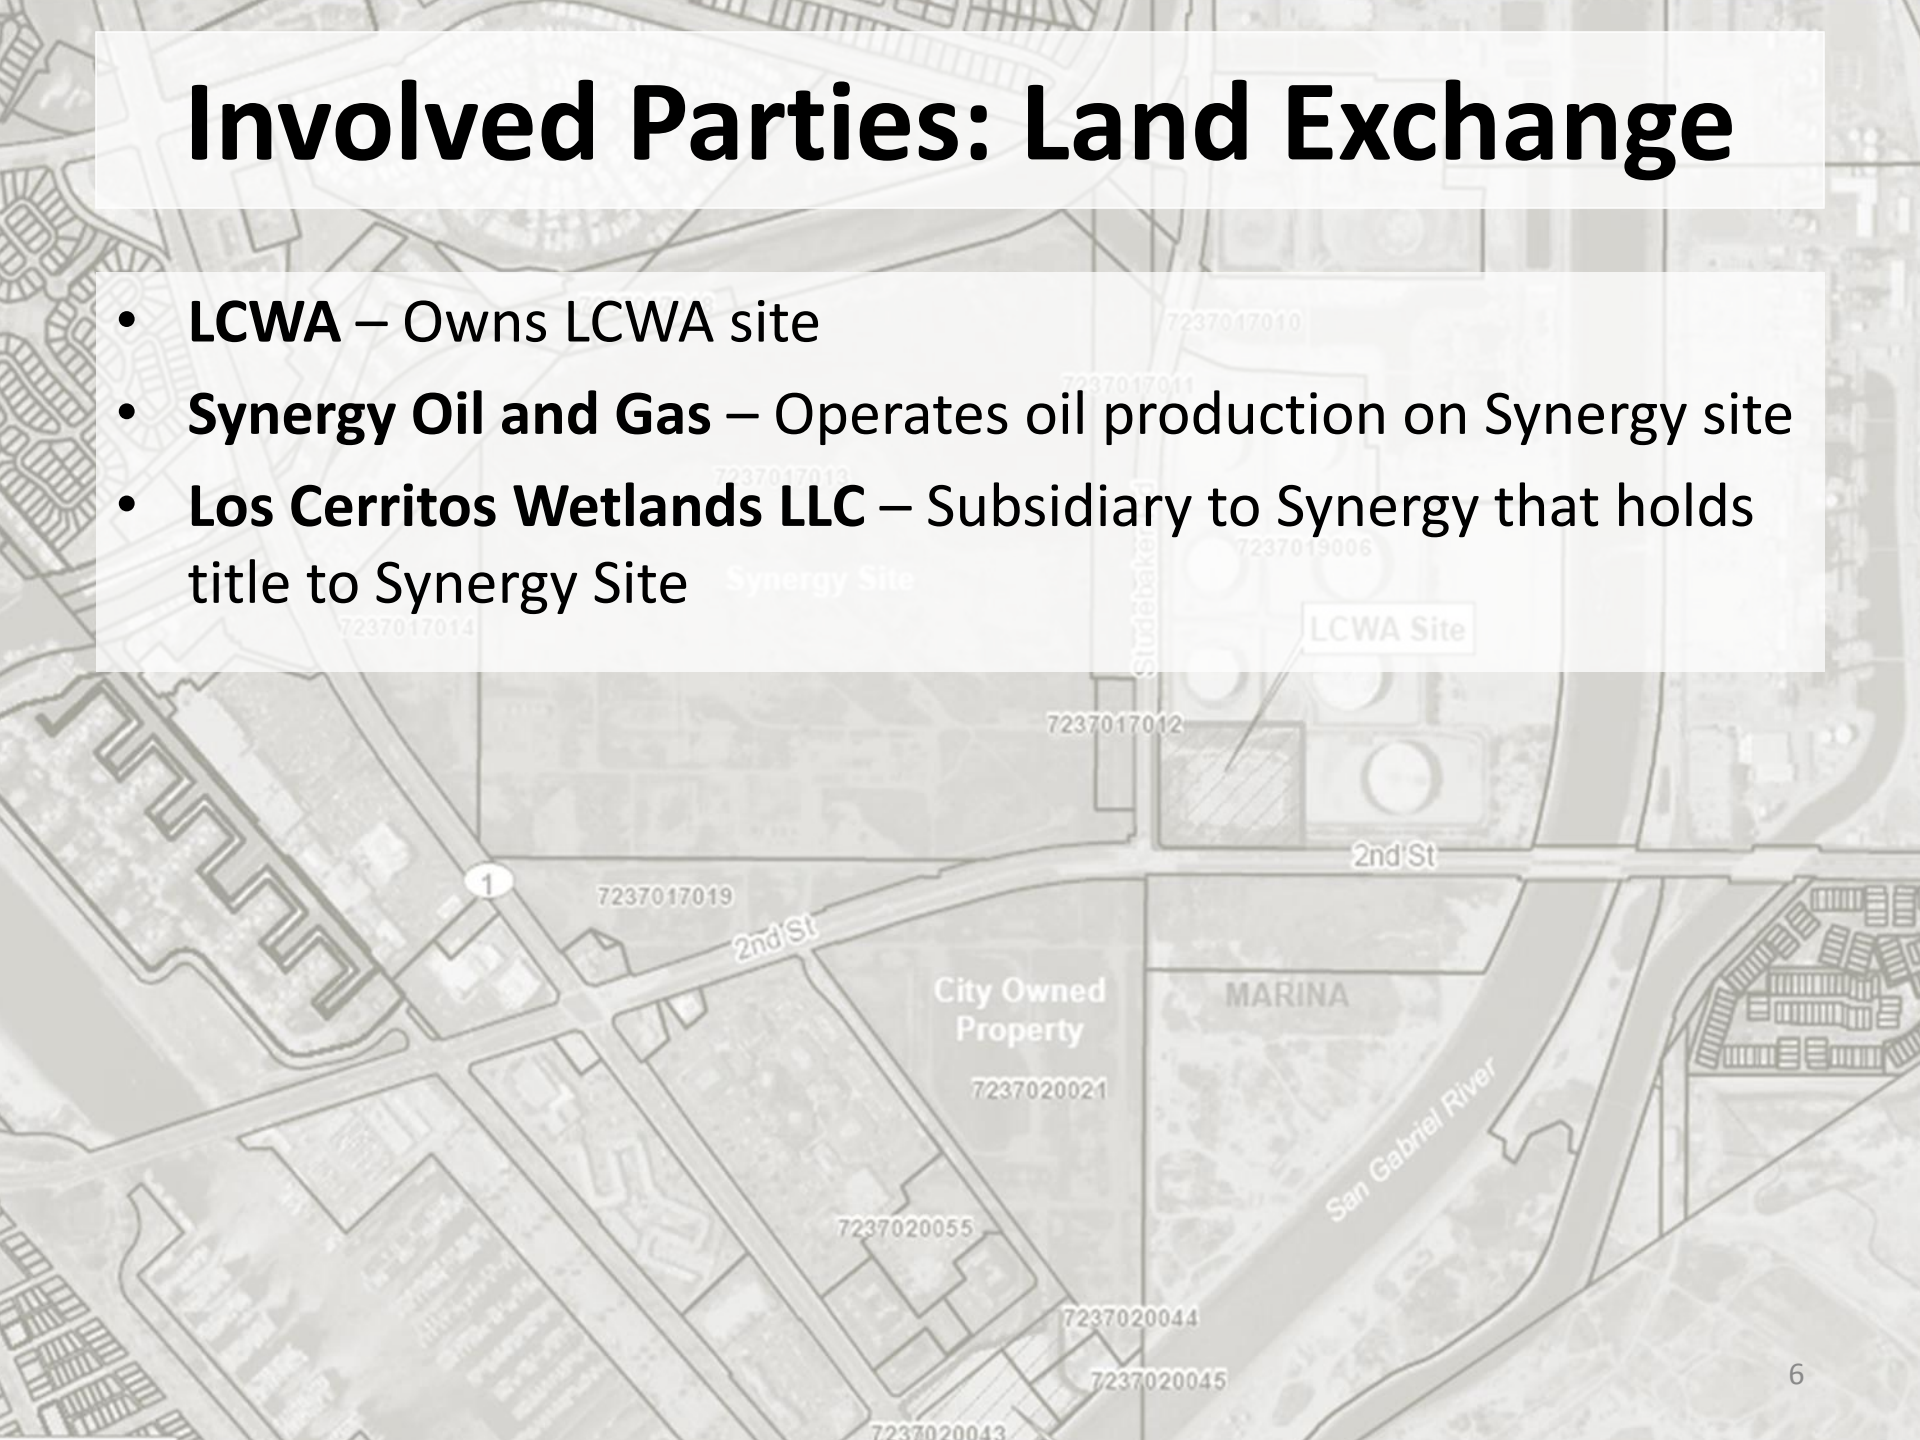 Involved Parties: Land Exchange
• LCWA – Owns LCWA site
7237017010
7237017011
• Synergy Oil and Gas – Operates oil production on Synergy site
7237017013
• Los Cerritos Wetlands LLC – Subsidiary to Synergy that holds
title to Synergy Site
7237019006
Synergy Site
7237017014
LCWA Site
7237017012
2nd St
1
7237017019
2nd St
City Owned
Property
MARINA
7237020021
San Gabriel River
7237020055
7237020044
7237020045
7237020043
6